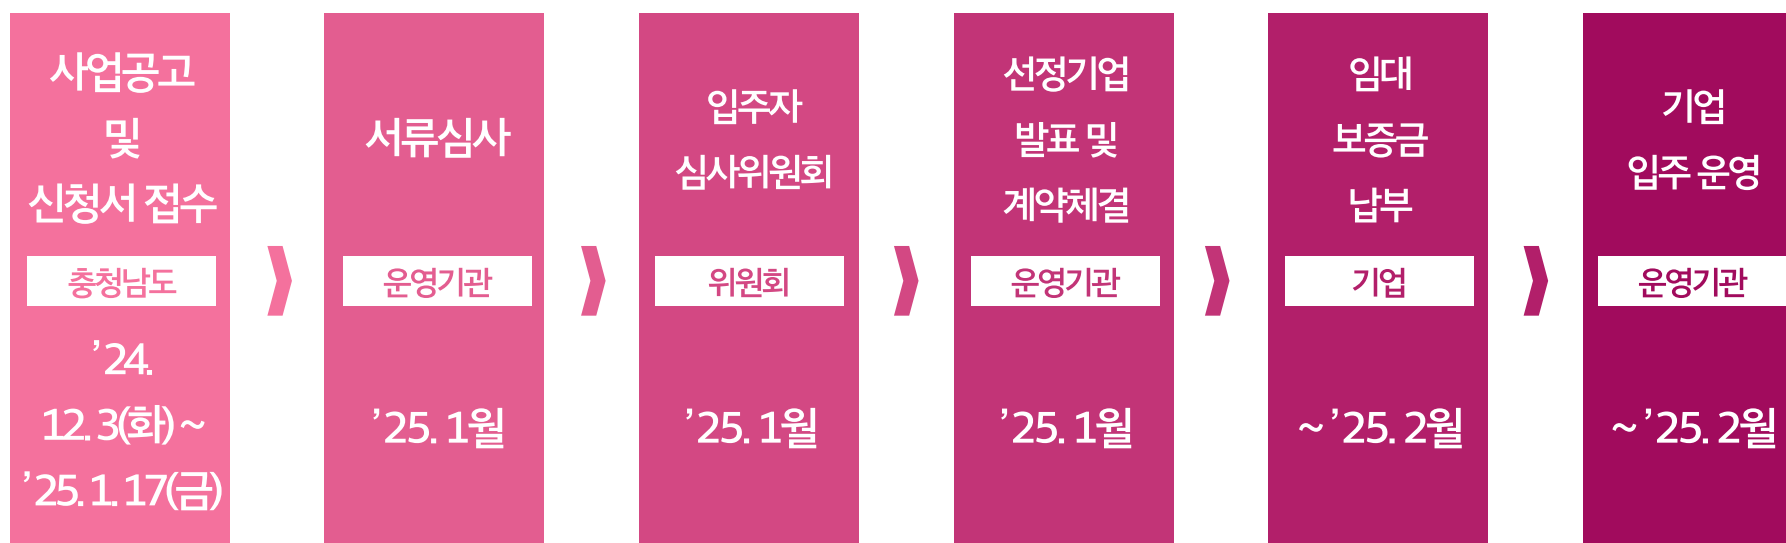 사업공고
및
신청서 접수
충청남도
’24.
12. 3(화) ~
’25. 1. 17(금)
서류심사
운영기관
’25. 1월
입주자
심사위원회
위원회
’25. 1월
선정기업
발표 및
계약체결
운영기관
’25. 1월
임대
보증금
납부
기업
~ ’25. 2월
기업
입주 운영
운영기관
~ ’25. 2월